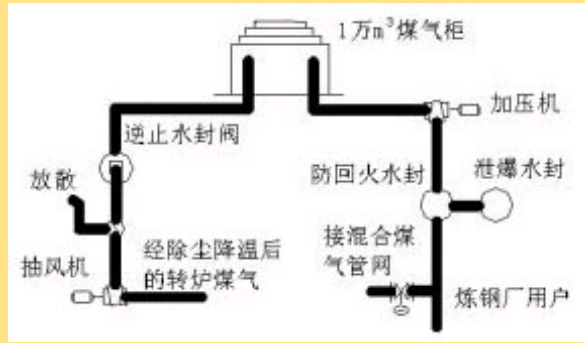 1万m³煤气柜
逆止水封阀
加压机
放散
防回火水封
泄爆水封
抽风机
经除尘降温后
的转炉煤气
接混合煤
气管网
炼钢厂用户